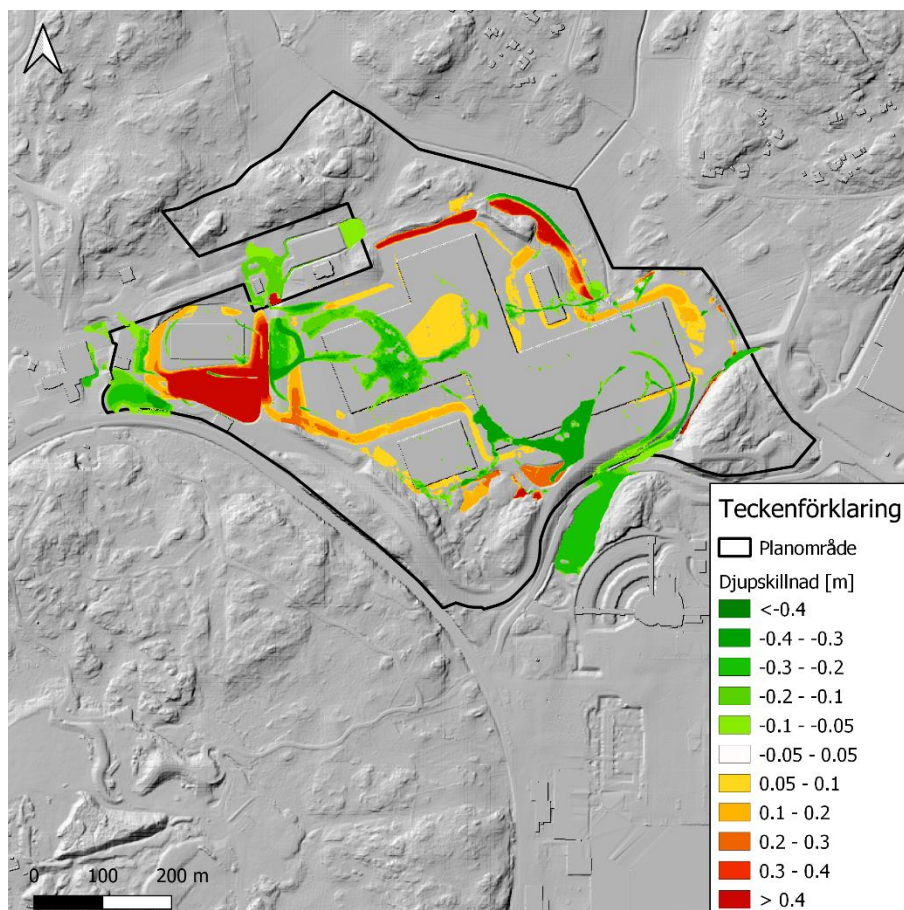 Teckenförklaring
Planområde
Djupskillnad [m]
<-0.4
-0.4 - -0.3
-0.3 - -0.2
-0.2 - -0.1
-0.1 - -0.05
-0.05 - 0.05
0.05 - 0.1
0.1 - 0.2
0.2 - 0.3
0.3 - 0.4
> 0.4
0 100 200 m